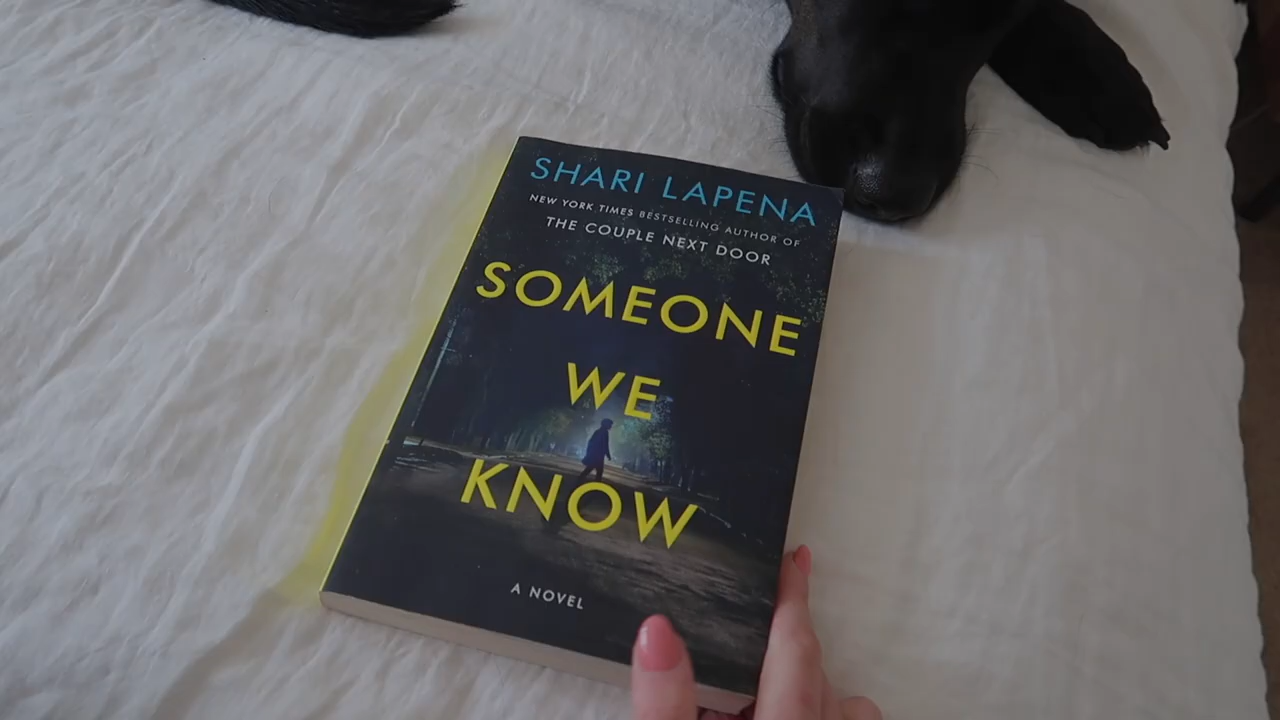 SHARI LAPENA
NEW YORK TIMES BESTSELLING AUTHOR OF
THE COUPLE NEXT DOOR
SOMEONE
WE
KNOW
A NOVEL